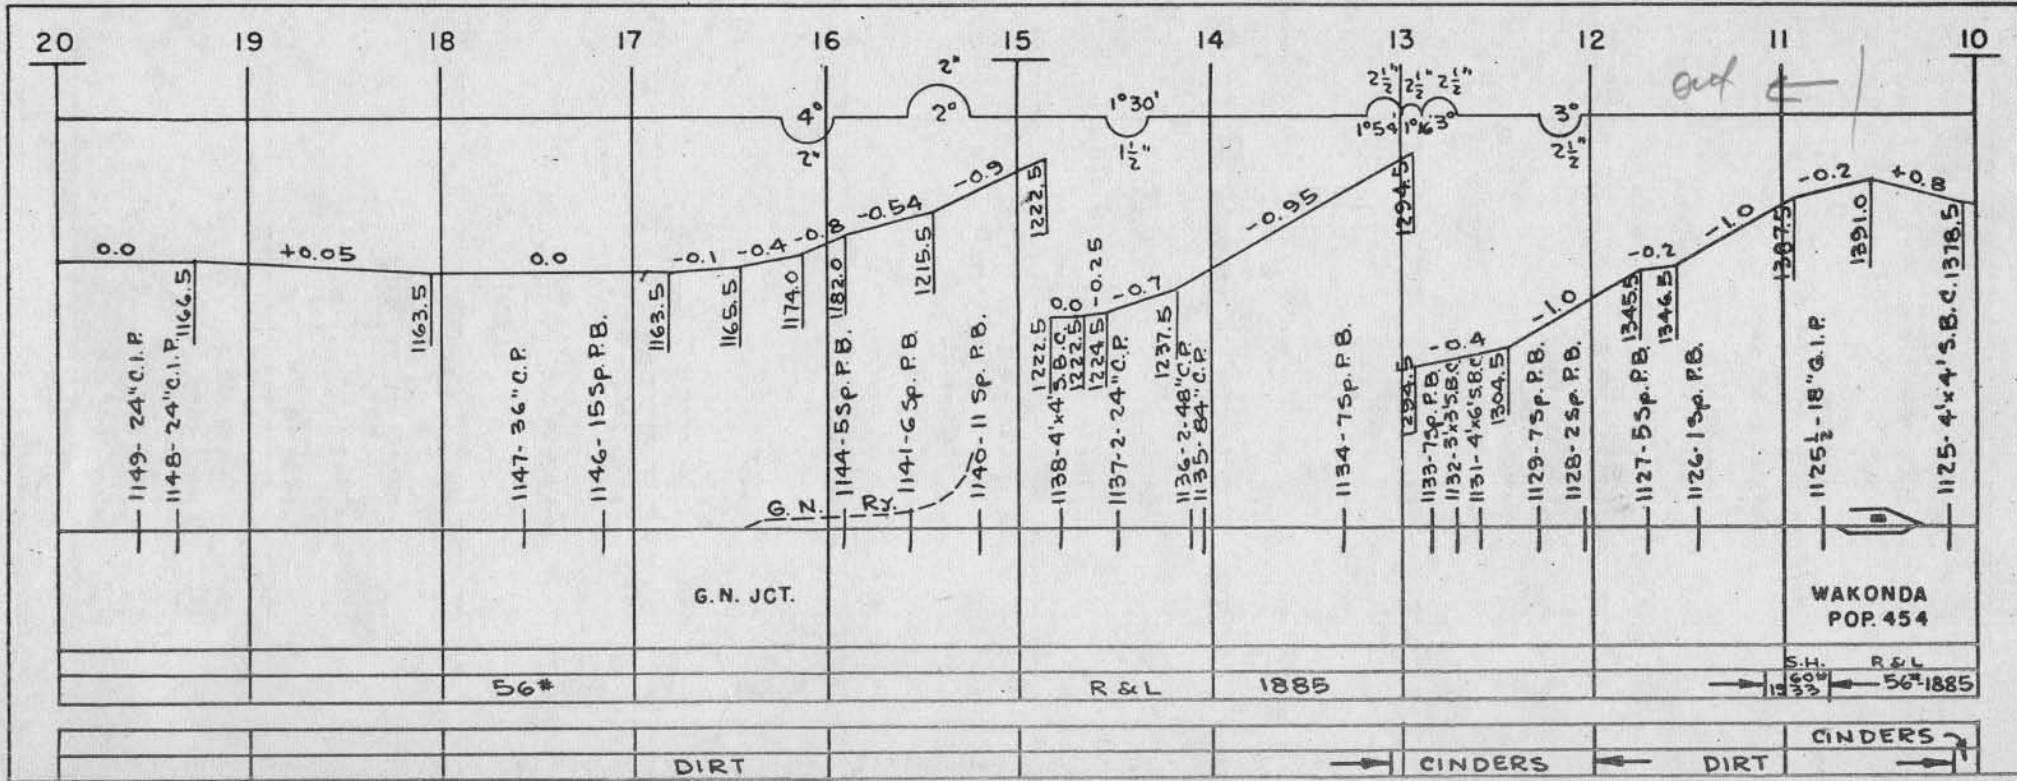 20 19 18 17 16 15 14 13 12 11 10
out ←
4° 2" 2" 2° 1°30' 1½" 2½" 2½" 2½" 1°54' 1°16' 3° 3° 2½"
0.0 +0.05 0.0 -0.1 -0.4 -0.8 -0.54 -0.9
0 .0 -0.25 -0.7 -0.95
-0.4 -1.0 -0.2 -1.0 -0.2 +0.8
1166.5 1163.5 1163.5 1165.5 1174.0 1182.0 1215.5 1222.5
1222.5 1222.5 1224.5 1237.5 1294.5
1294.5 1304.5 1345.5 1346.5 1387.5 1391.0 1378.5
1149- 24" C.I.P.
1148- 24" C.I.P.
1147- 36" C.P.
1146- 15 Sp. P.B.
1144- 5 Sp. P.B.
1141- 6 Sp. P.B.
1140- 11 Sp. P.B.
1138- 4'x4' S.B.C.
1137- 2- 24" C.P.
1136- 2-48" C.P.
1135- 84" C.P.
1134- 7 Sp. P.B.
1133- 7 Sp. P.B.
1132- 3'x3' S.B.C.
1131- 4'x6' S.B.C.
1129- 7 Sp. P.B.
1128- 2 Sp. P.B.
1127- 5 Sp. P.B.
1126- 1 Sp. P.B.
1125½- 18" G.I.P.
1125- 4'x4' S.B.C.
G. N. RY.
G.N. JCT.
WAKONDA
POP. 454
S.H. R & L
56# R & L 1885 60# 1933 56# 1885
CINDERS
DIRT CINDERS DIRT